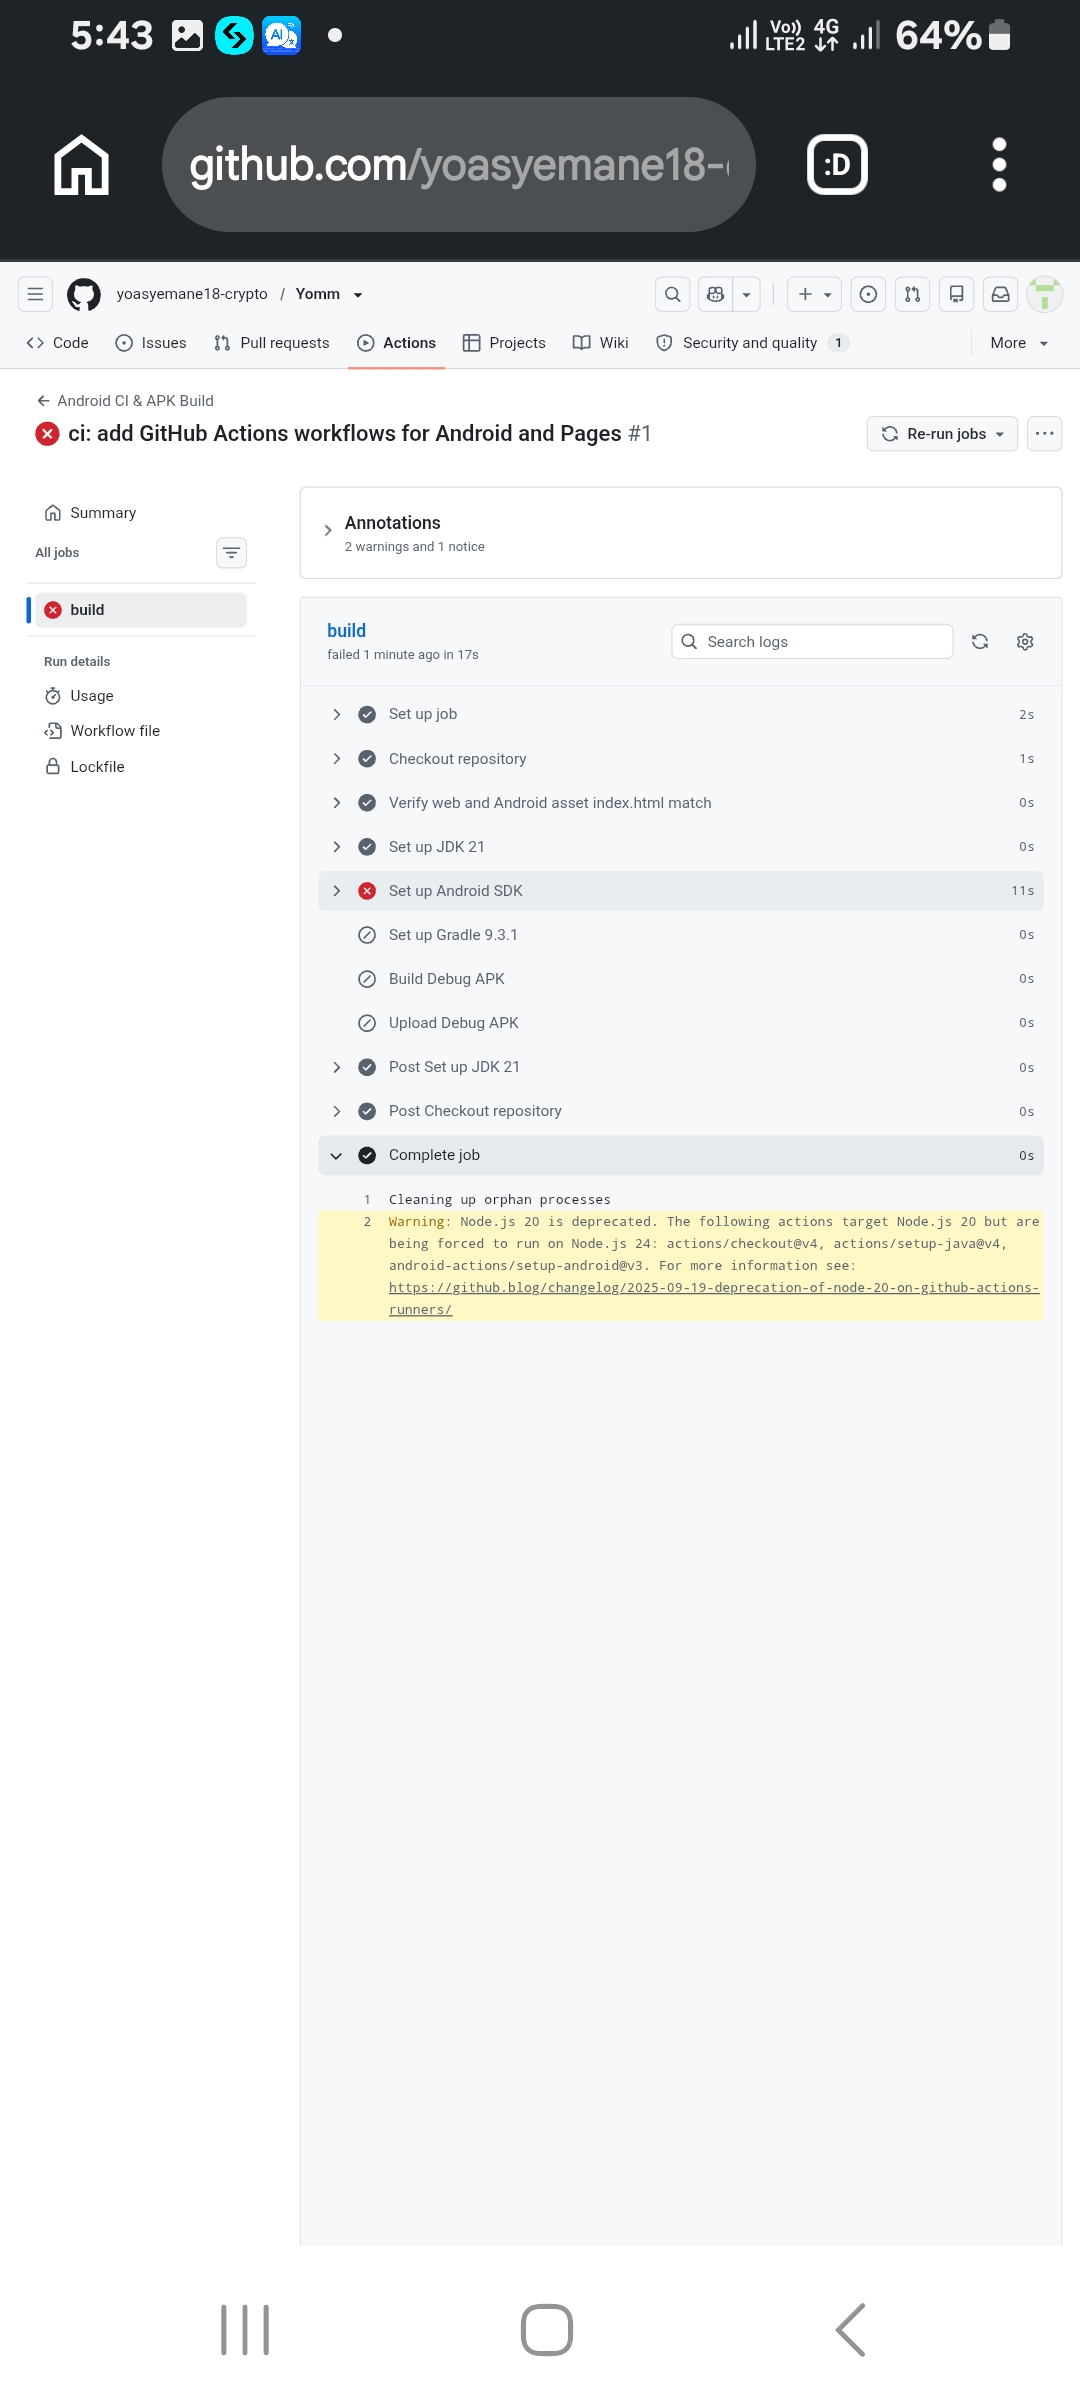 5:43
Vo)) LTE2 4G 64%
github.com/yoasyemane18-
:D
yoasyemane18-crypto / Yomm
Code Issues Pull requests Actions Projects Wiki Security and quality 1 More
Android CI & APK Build
ci: add GitHub Actions workflows for Android and Pages #1
Re-run jobs
Summary
All jobs
build
Run details
Usage
Workflow file
Lockfile
Annotations
2 warnings and 1 notice
build
failed 1 minute ago in 17s
Search logs
Set up job 2s
Checkout repository 1s
Verify web and Android asset index.html match 0s
Set up JDK 21 0s
Set up Android SDK 11s
Set up Gradle 9.3.1 0s
Build Debug APK 0s
Upload Debug APK 0s
Post Set up JDK 21 0s
Post Checkout repository 0s
Complete job 0s
1 Cleaning up orphan processes
2 Warning: Node.js 20 is deprecated. The following actions target Node.js 20 but are
being forced to run on Node.js 24: actions/checkout@v4, actions/setup-java@v4,
android-actions/setup-android@v3. For more information see:
https://github.blog/changelog/2025-09-19-deprecation-of-node-20-on-github-actions-
runners/